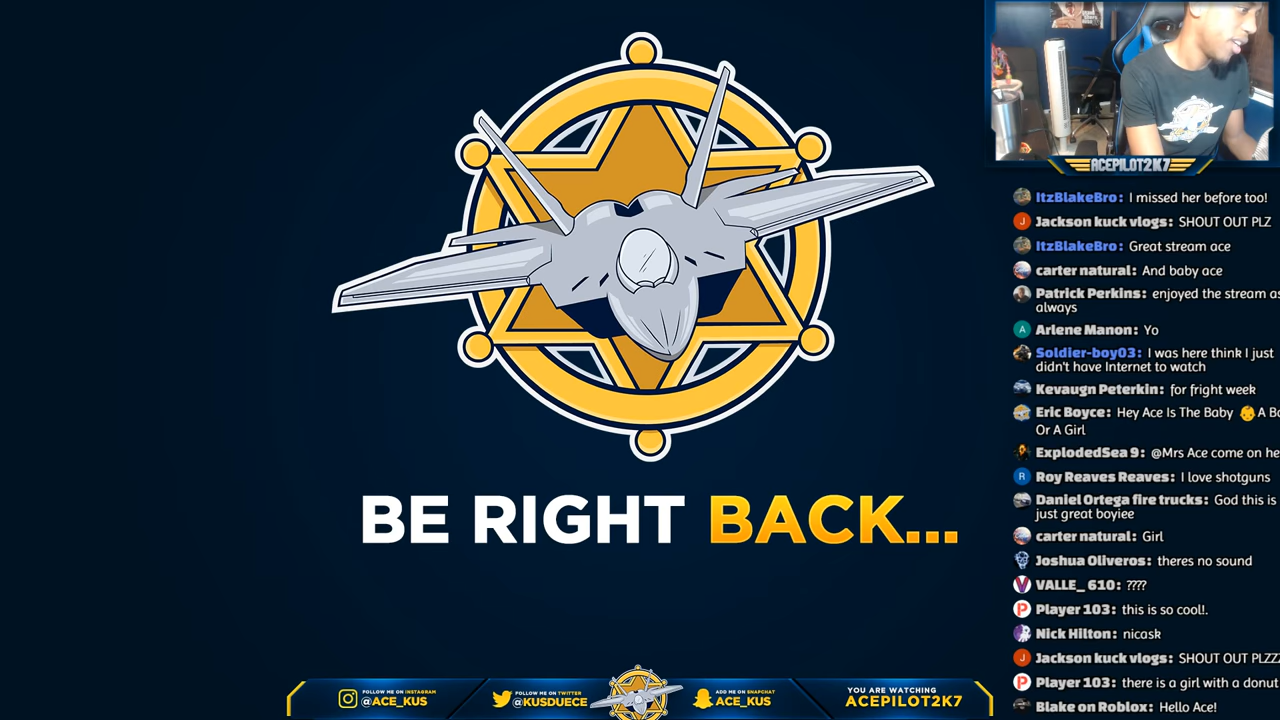 ACEPILOT2K7
ItzBlakeBro: I missed her before too!
Jackson kuck vlogs: SHOUT OUT PLZ
ItzBlakeBro: Great stream ace
carter natural: And baby ace
Patrick Perkins: enjoyed the stream as
always
Arlene Manon: Yo
Soldier-boy03: I was here think I just
didn't have Internet to watch
Kevaugn Peterkin: for fright week
Eric Boyce: Hey Ace Is The Baby 👶A Bo
Or A Girl
ExplodedSea 9: @Mrs Ace come on he
Roy Reaves Reaves: I love shotguns
Daniel Ortega fire trucks: God this is
just great boyiee
carter natural: Girl
Joshua Oliveros: theres no sound
VALLE_ 610: ????
Player 103: this is so cool!.
Nick Hilton: nicask
Jackson kuck vlogs: SHOUT OUT PLZZZ
Player 103: there is a girl with a donut
Blake on Roblox: Hello Ace!
BE RIGHT BACK...
FOLLOW ME ON INSTAGRAM
@ACE_KUS
FOLLOW ME ON TWITTER
@KUSDUECE
ADD ME ON SNAPCHAT
ACE_KUS
YOU ARE WATCHING
ACEPILOT2K7